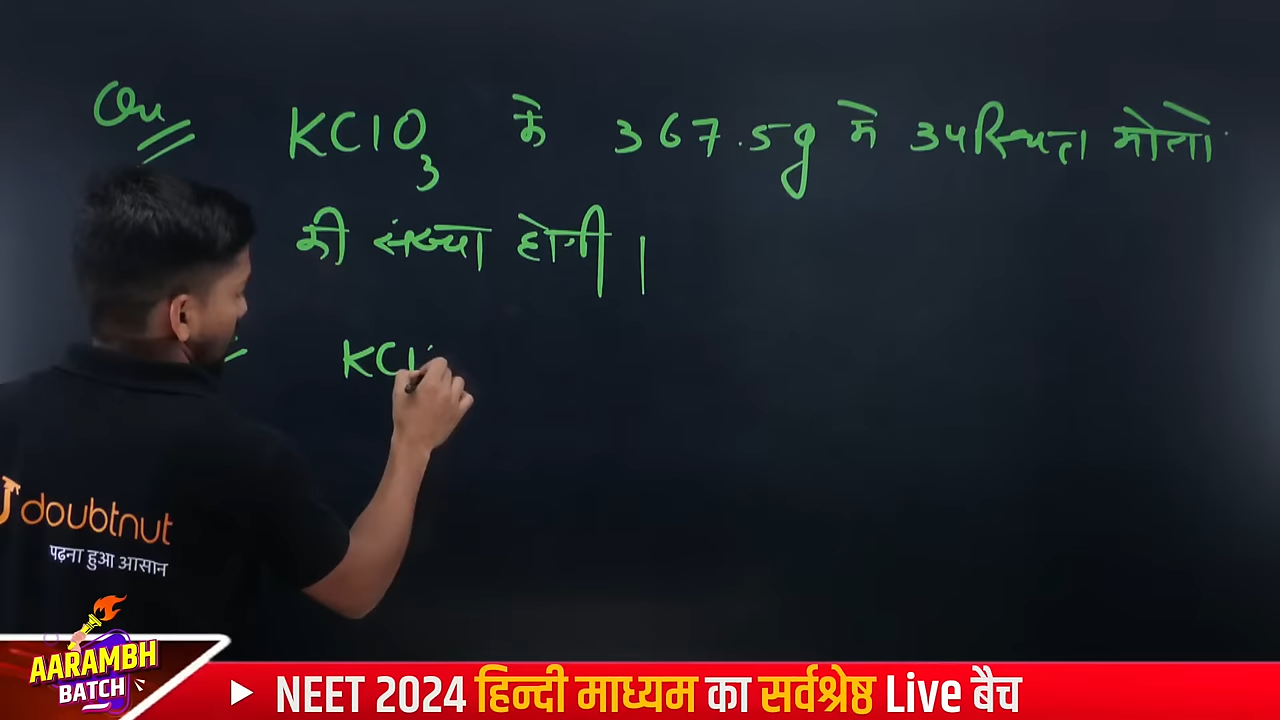 Qu KClO3 के 367.5g में उपस्थित मोलो
की संख्या होगी।
KCl
doubtnut
पढ़ना हुआ आसान
AARAMBH
BATCH
NEET 2024 हिन्दी माध्यम का सर्वश्रेष्ठ Live बैच